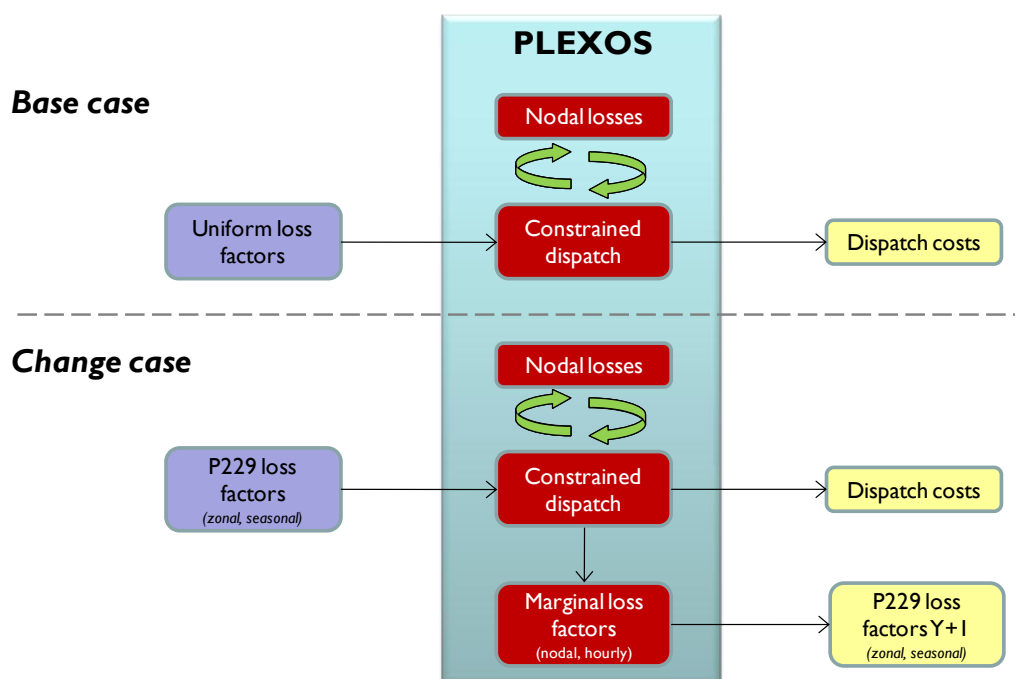 PLEXOS
Base case
Nodal losses
Uniform loss
factors
Constrained
dispatch
Dispatch costs
Change case
Nodal losses
P229 loss
factors
(zonal, seasonal)
Constrained
dispatch
Dispatch costs
Marginal loss
factors
(nodal, hourly)
P229 loss
factors Y+1
(zonal, seasonal)